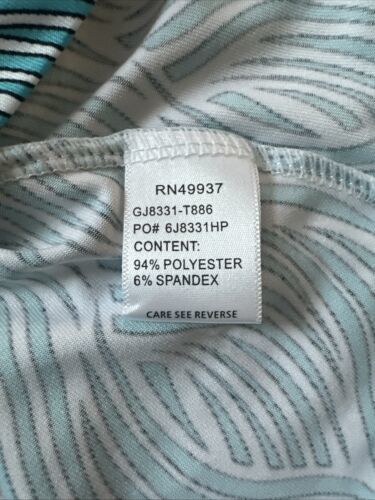 RN49937
GJ8331-T886
PO# 6J8331HP
CONTENT:
94% POLYESTER
6% SPANDEX
CARE SEE REVERSE